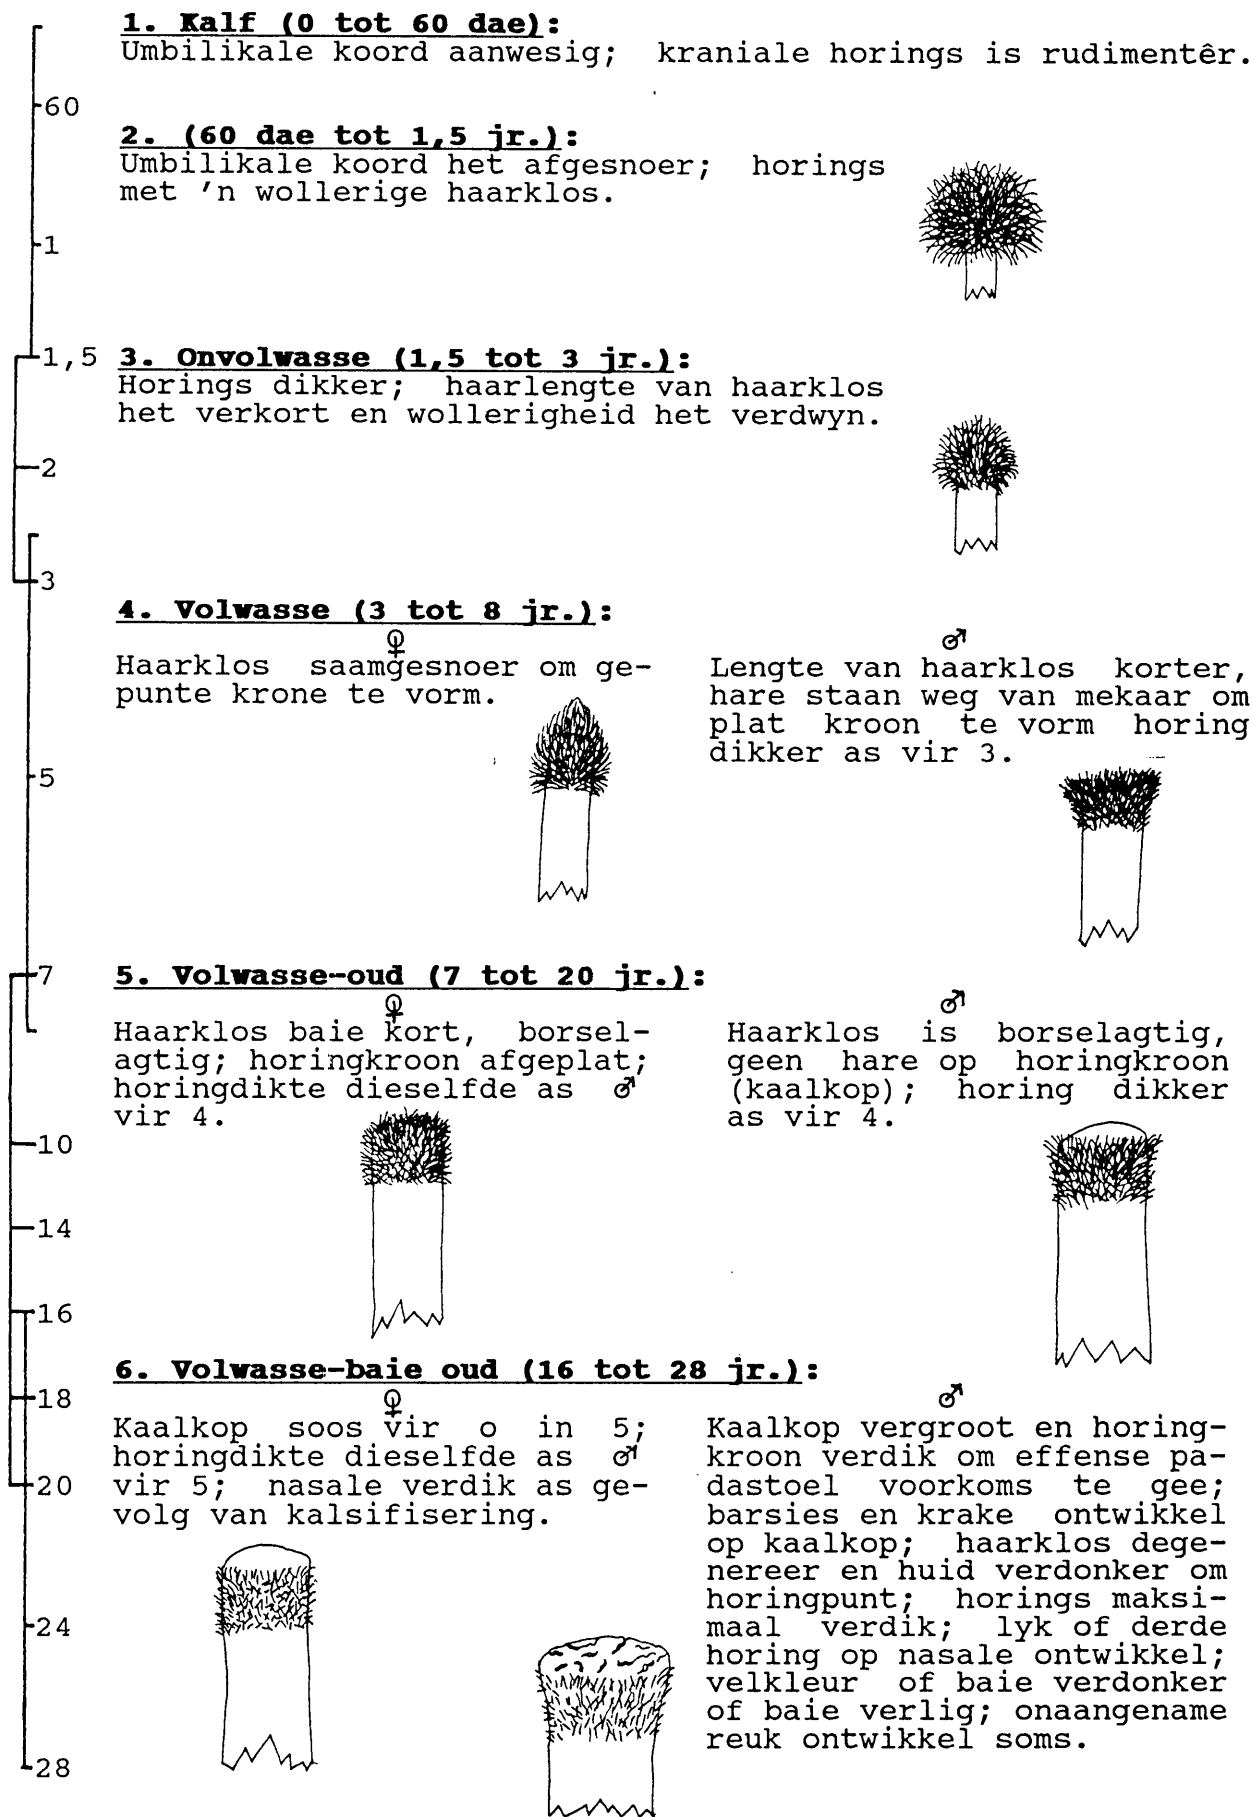 1. Kalf (0 tot 60 dae):
Umbilikale koord aanwesig; kraniale horings is rudimentêr.
60
2. (60 dae tot 1,5 jr.):
Umbilikale koord het afgesnoer; horings
met 'n wollerige haarklos.
1
1,5
3. Onvolwasse (1,5 tot 3 jr.):
Horings dikker; haarlengte van haarklos
het verkort en wollerigheid het verdwyn.
2
3
4. Volwasse (3 tot 8 jr.):
♀
Haarklos saamgesnoer om ge-
punte krone te vorm.
♂
Lengte van haarklos korter,
hare staan weg van mekaar om
plat kroon te vorm horing
dikker as vir 3.
5
7
5. Volwasse-oud (7 tot 20 jr.):
♀
Haarklos baie kort, borsel-
agtig; horingkroon afgeplat;
horingdikte dieselfde as ♂
vir 4.
♂
Haarklos is borselagtig,
geen hare op horingkroon
(kaalkop); horing dikker
as vir 4.
10
14
16
6. Volwasse-baie oud (16 tot 28 jr.):
18
♀
Kaalkop soos vir o in 5;
horingdikte dieselfde as ♂
vir 5; nasale verdik as ge-
volg van kalsifisering.
♂
Kaalkop vergroot en horing-
kroon verdik om effense pa-
dastoel voorkoms te gee;
barsies en krake ontwikkel
op kaalkop; haarklos dege-
nereer en huid verdonker om
horingpunt; horings maksi-
maal verdik; lyk of derde
horing op nasale ontwikkel;
velkleur of baie verdonker
of baie verlig; onaangename
reuk ontwikkel soms.
20
24
28